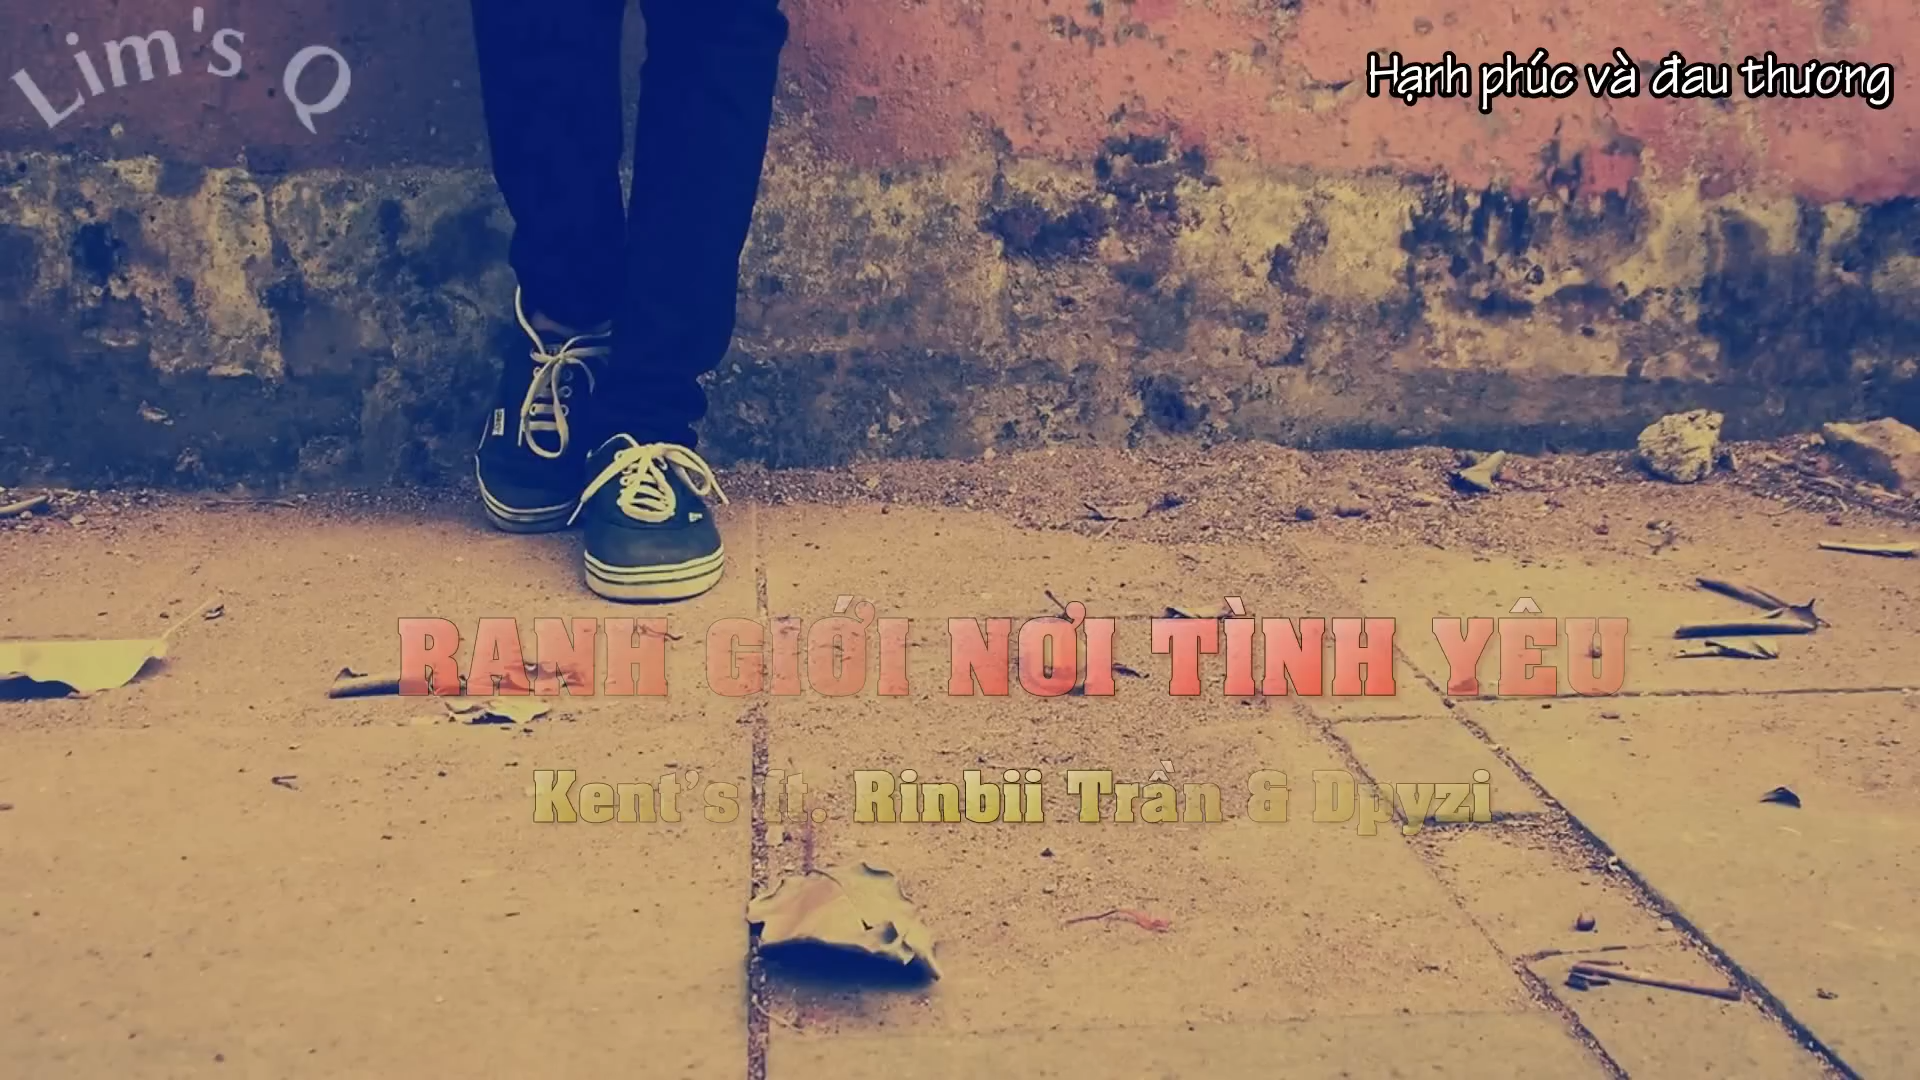 Lim's Q
Hạnh phúc và đau thương
RANH GIỚI NƠI TÌNH YÊU
Kent's ft. Rinbii Trần & Dpyzi